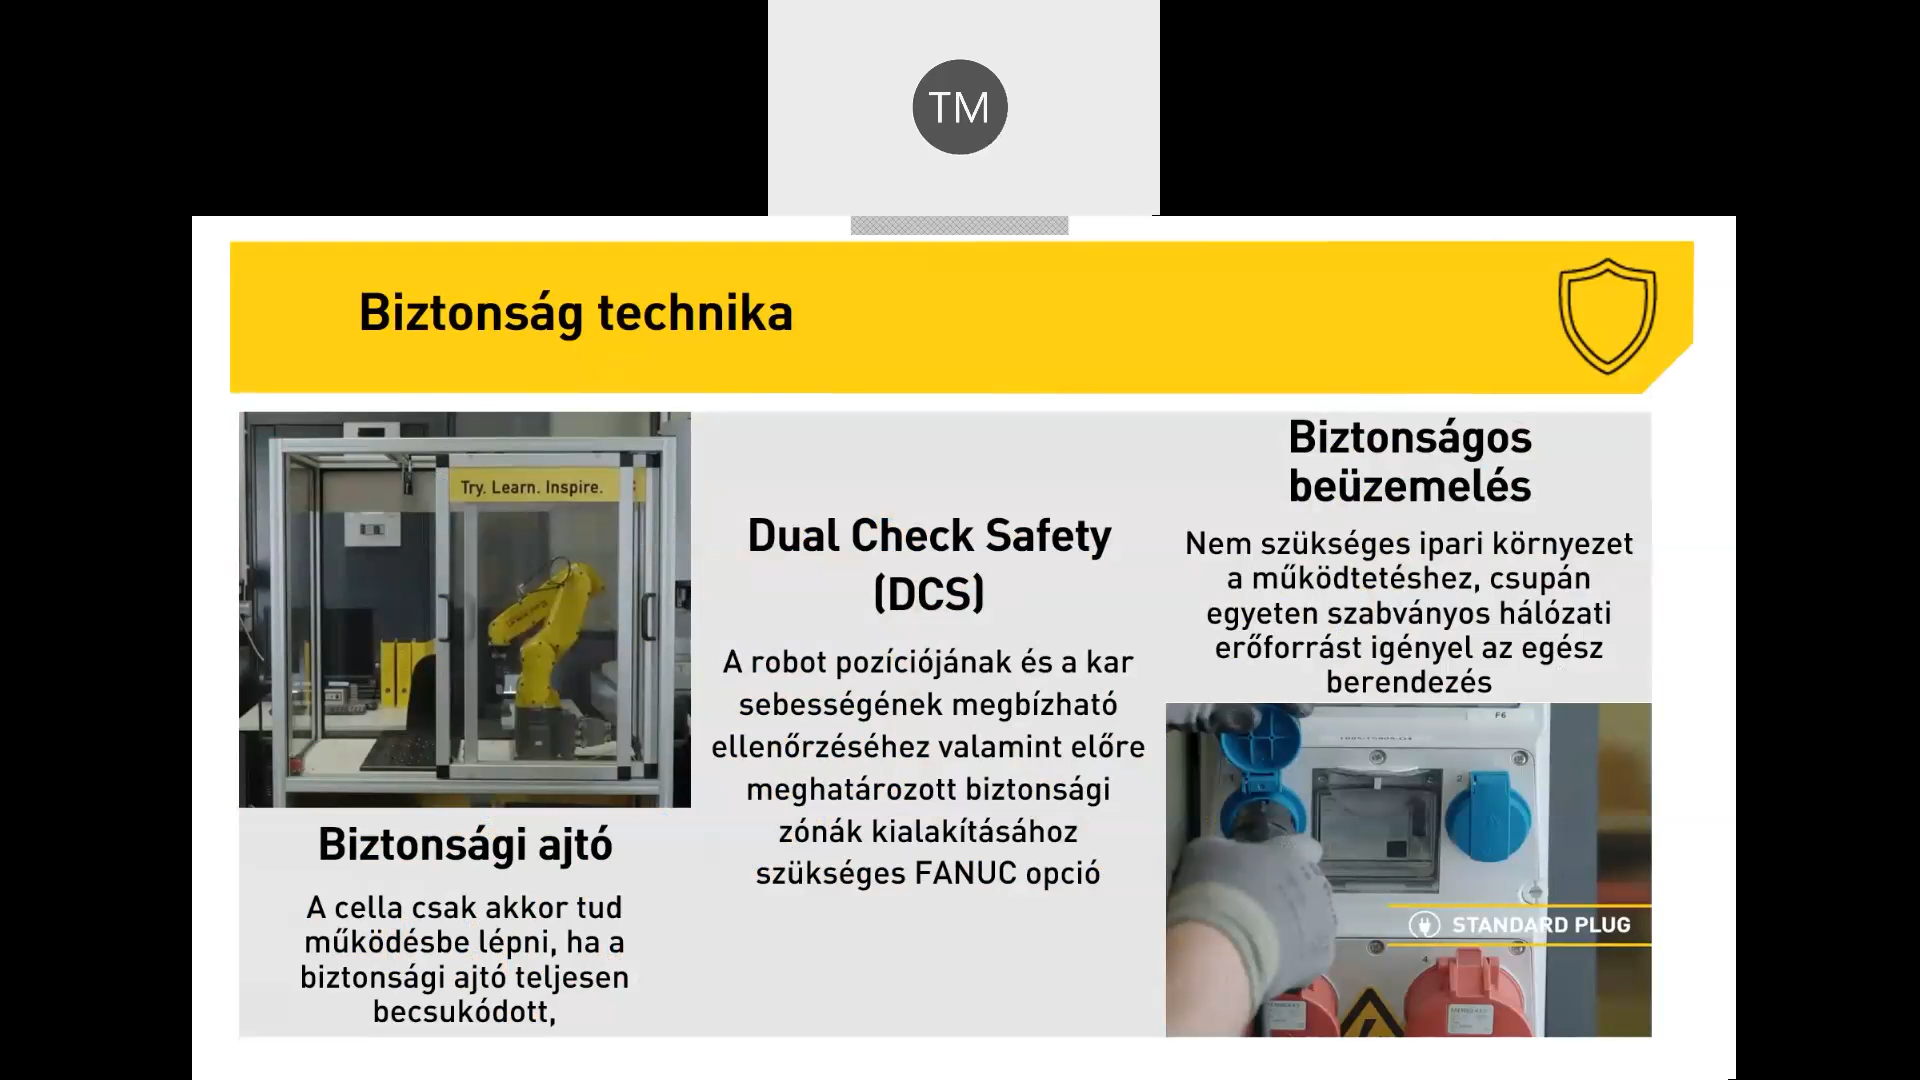 TM
Biztonság technika
Try. Learn. Inspire.
Biztonsági ajtó
A cella csak akkor tud
működésbe lépni, ha a
biztonsági ajtó teljesen
becsukódott,
Dual Check Safety
(DCS)
A robot pozíciójának és a kar
sebességének megbízható
ellenőrzéséhez valamint előre
meghatározott biztonsági
zónák kialakításához
szükséges FANUC opció
Biztonságos
beüzemelés
Nem szükséges ipari környezet
a működtetéshez, csupán
egyeten szabványos hálózati
erőforrást igényel az egész
berendezés
F6
2
STANDARD PLUG
4